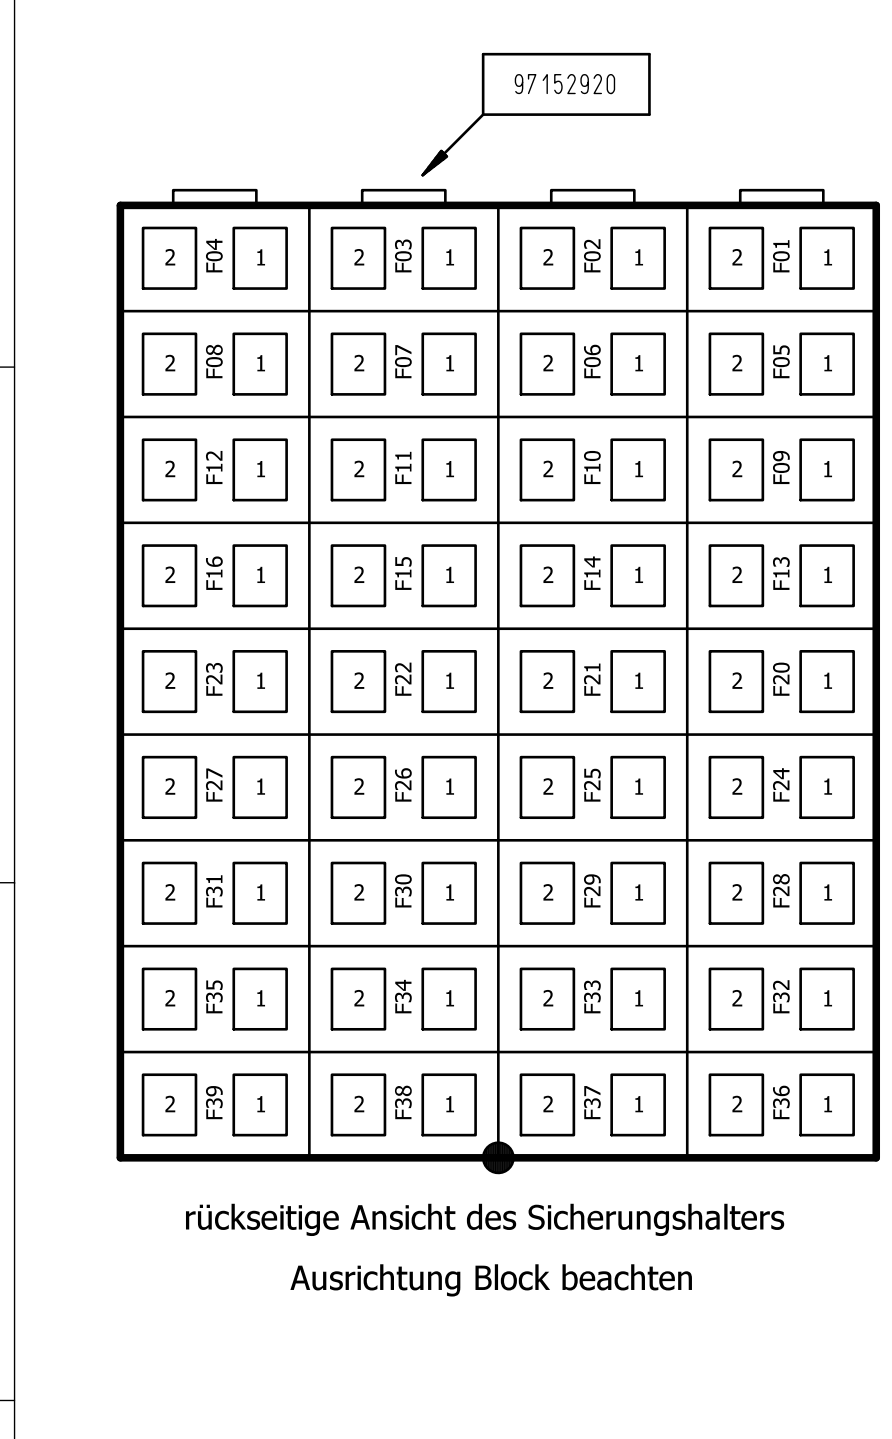 97152920
2 F04 1 2 F03 1 2 F02 1 2 F01 1
2 F08 1 2 F07 1 2 F06 1 2 F05 1
2 F12 1 2 F11 1 2 F10 1 2 F09 1
2 F16 1 2 F15 1 2 F14 1 2 F13 1
2 F23 1 2 F22 1 2 F21 1 2 F20 1
2 F27 1 2 F26 1 2 F25 1 2 F24 1
2 F31 1 2 F30 1 2 F29 1 2 F28 1
2 F35 1 2 F34 1 2 F33 1 2 F32 1
2 F39 1 2 F38 1 2 F37 1 2 F36 1
rückseitige Ansicht des Sicherungshalters
Ausrichtung Block beachten